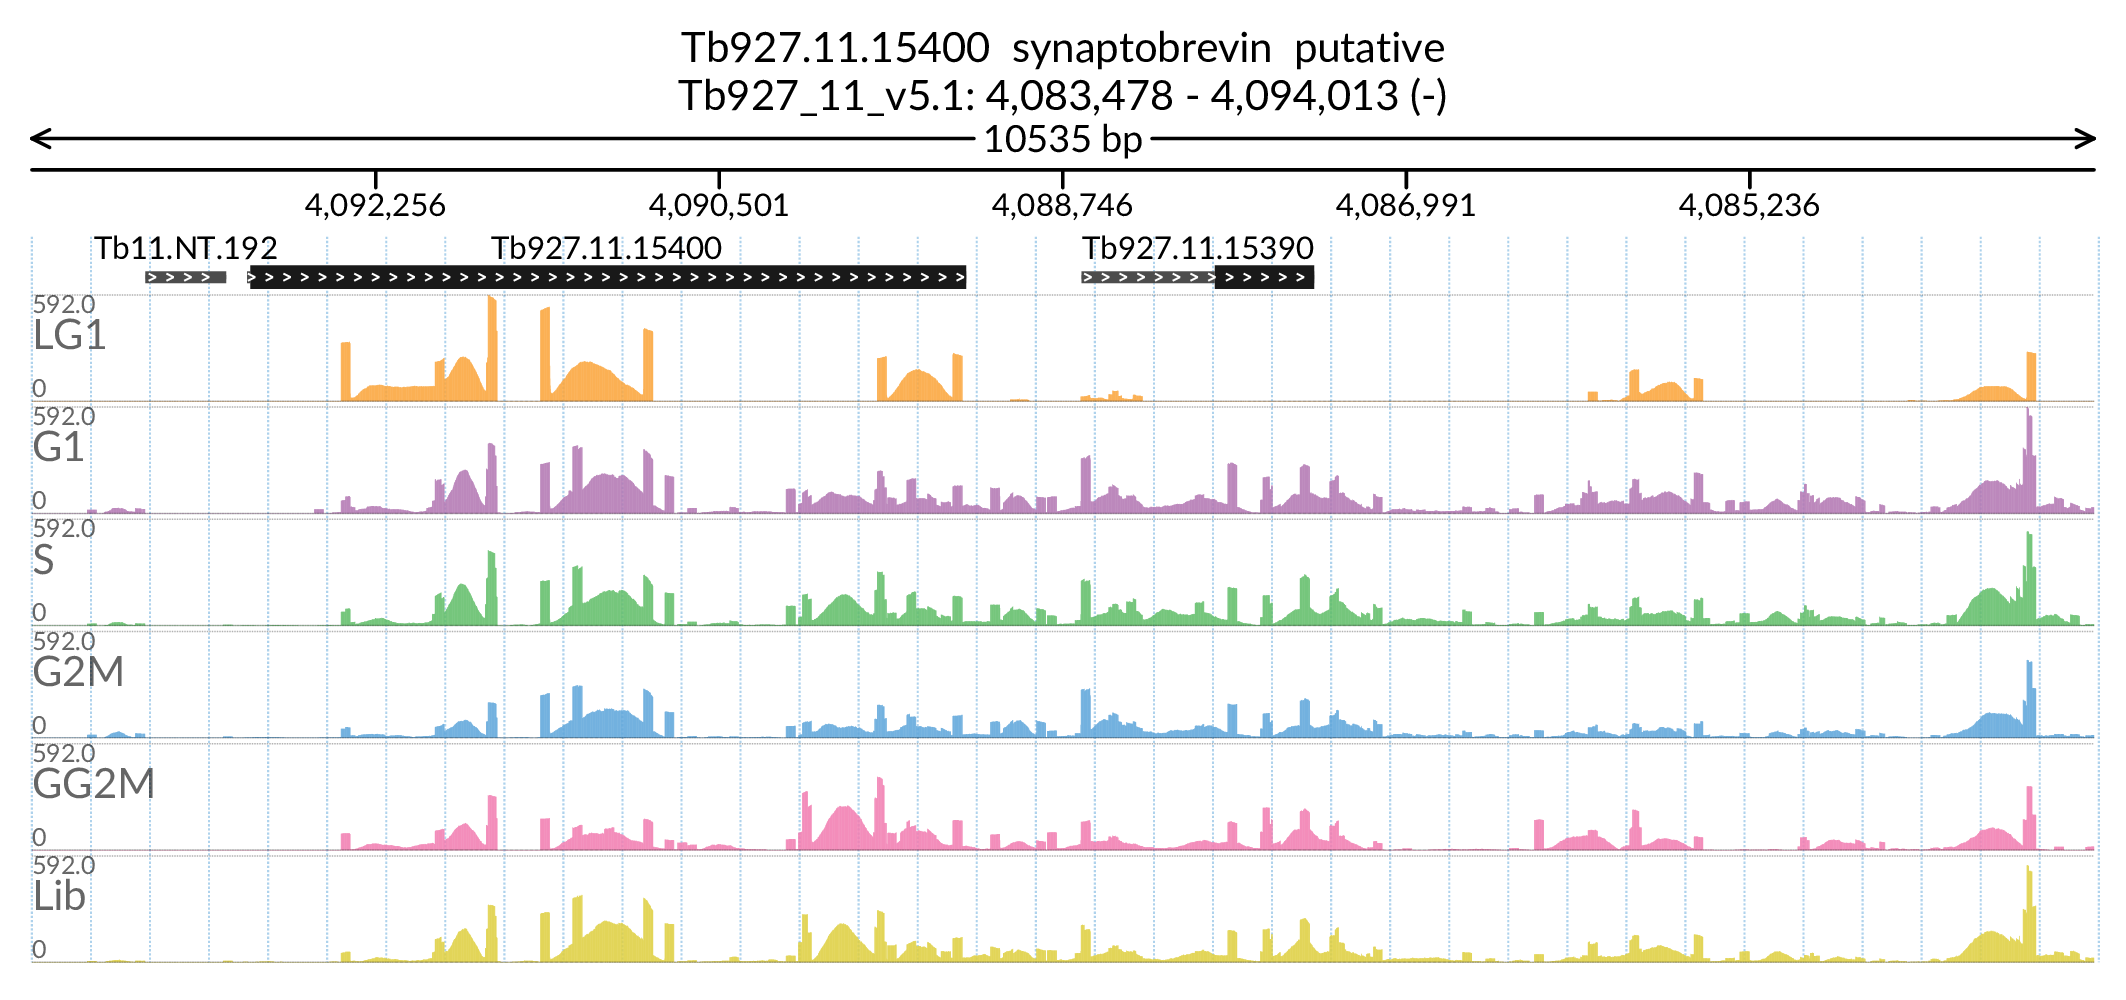 Tb927.11.15400 synaptobrevin putative
Tb927_11_v5.1: 4,083,478 - 4,094,013 (-)
10535 bp
4,092,256 4,090,501 4,088,746 4,086,991 4,085,236
Tb11.NT.192 Tb927.11.15400 Tb927.11.15390
592.0
LG1
0
592.0
G1
0
592.0
S
0
592.0
G2M
0
592.0
GG2M
0
592.0
Lib
0